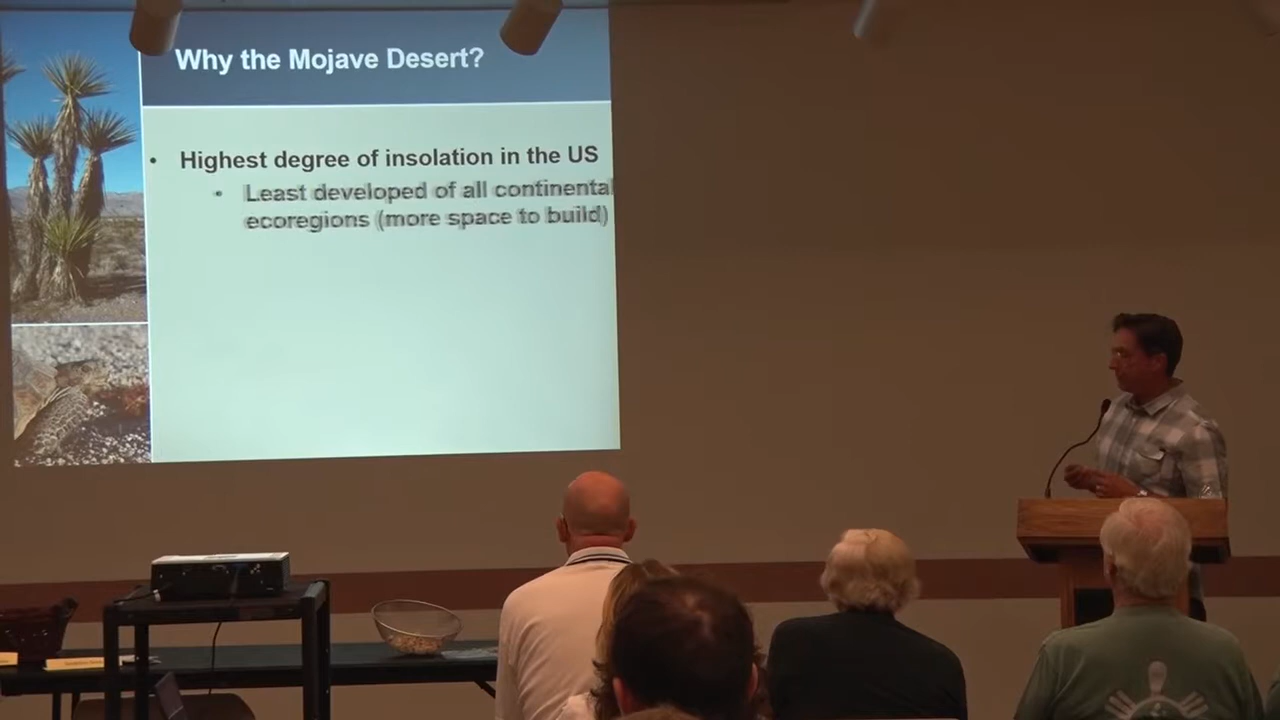 Why the Mojave Desert?
• Highest degree of insolation in the US
• Least developed of all continental
ecoregions (more space to build)